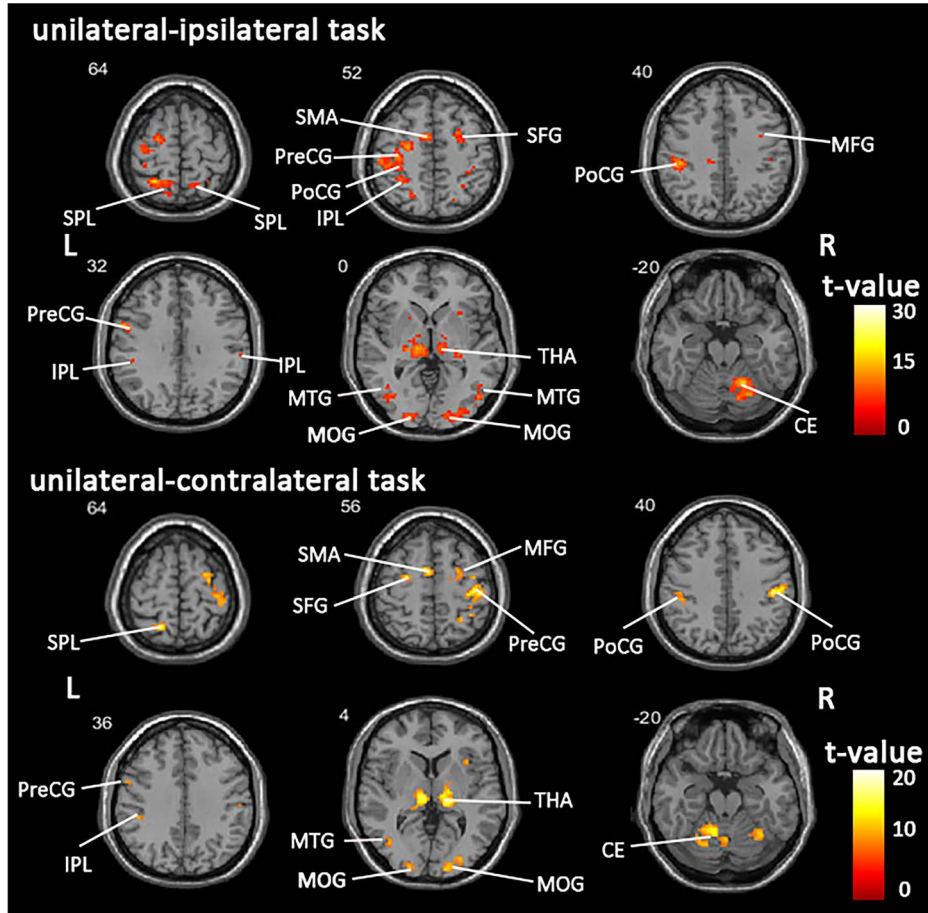 unilateral-ipsilateral task
64
52
40
SMA
SFG
MFG
PreCG
PoCG
PoCG
IPL
SPL
SPL
L
R
32
0
-20
t-value
30
PreCG
15
IPL
IPL
THA
MTG
MTG
0
MOG
MOG
CE
unilateral-contralateral task
64
56
40
SMA
MFG
SFG
SPL
PreCG
PoCG
PoCG
L
R
36
4
-20
t-value
20
PreCG
THA
10
IPL
MTG
CE
MOG
MOG
0